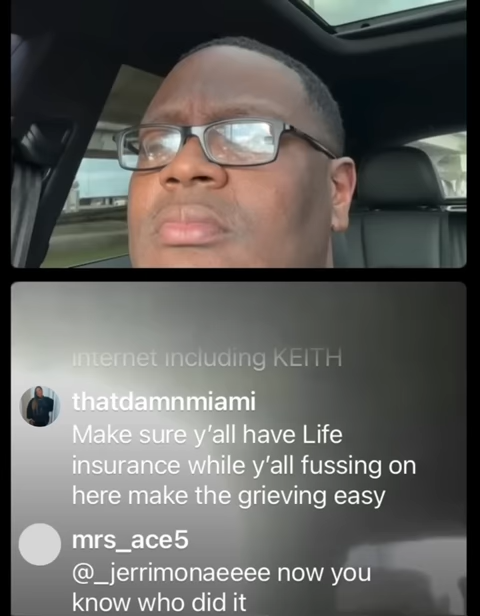 internet including KEITH
thatdamnmiami
Make sure y’all have Life
insurance while y’all fussing on
here make the grieving easy
mrs_ace5
@_jerrimonaeeee now you
know who did it